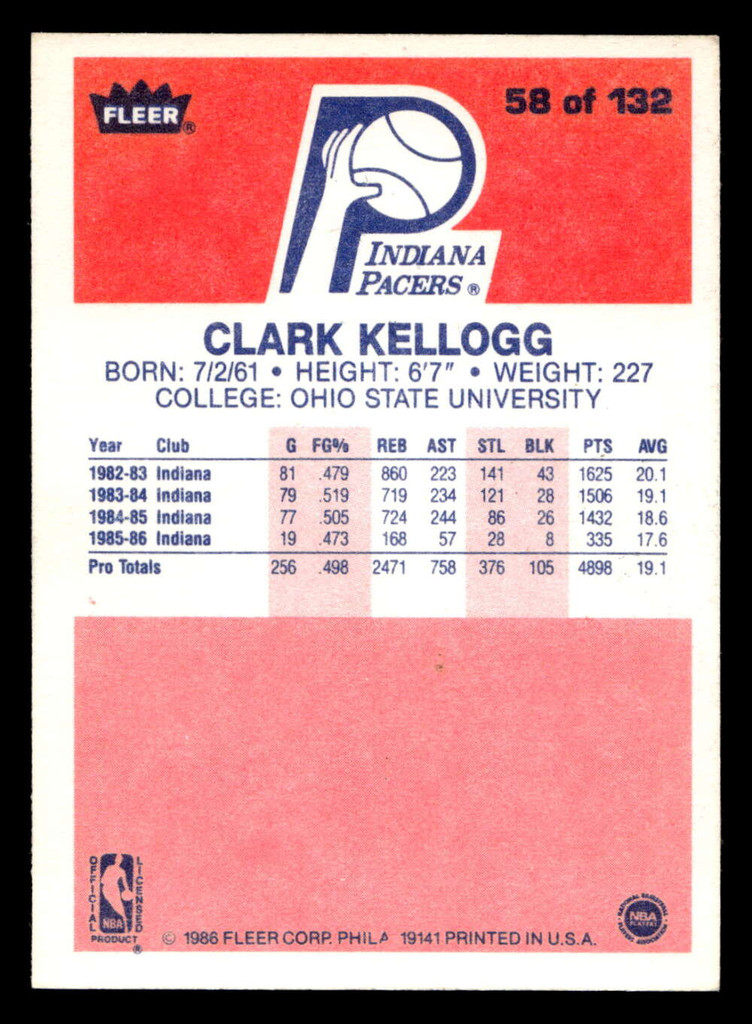 FLEER®
58 of 132
INDIANA
PACERS ®
CLARK KELLOGG
BORN: 7/2/61 • HEIGHT: 6'7" • WEIGHT: 227
COLLEGE: OHIO STATE UNIVERSITY
Year Club G FG% REB AST STL BLK PTS AVG
1982-83 Indiana 81 .479 860 223 141 43 1625 20.1
1983-84 Indiana 79 .519 719 234 121 28 1506 19.1
1984-85 Indiana 77 .505 724 244 86 26 1432 18.6
1985-86 Indiana 19 .473 168 57 28 8 335 17.6
Pro Totals 256 .498 2471 758 376 105 4898 19.1
OFFICIAL
LICENSED
NBA
PRODUCT ®
© 1986 FLEER CORP. PHILA 19141 PRINTED IN U.S.A.
NATIONAL BASKETBALL
NBA
PLAYERS
PLAYERS ASSOCIATION